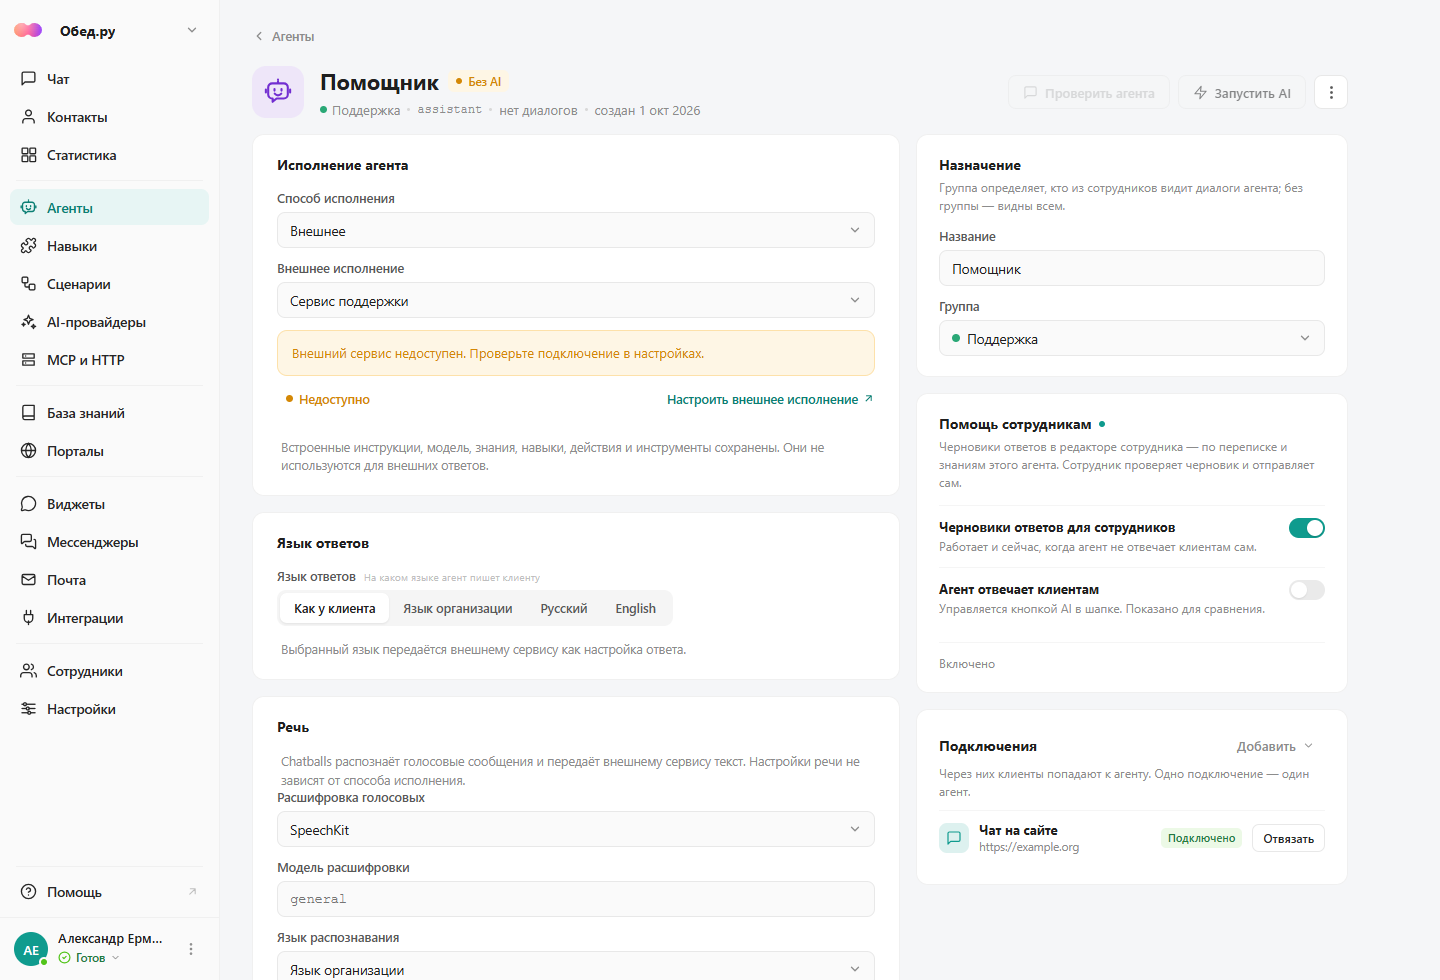 Обед.ру
Чат
Контакты
Статистика
Агенты
Навыки
Сценарии
AI-провайдеры
MCP и HTTP
База знаний
Порталы
Виджеты
Мессенджеры
Почта
Интеграции
Сотрудники
Настройки
Помощь
АЕ
Александр Ерм...
Готов
Агенты
Помощник
Без AI
Поддержка · assistant · нет диалогов · создан 1 окт 2026
Проверить агента
Запустить AI
Исполнение агента
Способ исполнения
Внешнее
Внешнее исполнение
Сервис поддержки
Внешний сервис недоступен. Проверьте подключение в настройках.
Недоступно
Настроить внешнее исполнение
Встроенные инструкции, модель, знания, навыки, действия и инструменты сохранены. Они не
используются для внешних ответов.
Язык ответов
Язык ответов На каком языке агент пишет клиенту
Как у клиента
Язык организации
Русский
English
Выбранный язык передаётся внешнему сервису как настройка ответа.
Речь
Chatballs распознаёт голосовые сообщения и передаёт внешнему сервису текст. Настройки речи не
зависят от способа исполнения.
Расшифровка голосовых
SpeechKit
Модель расшифровки
general
Язык распознавания
Язык организации
Назначение
Группа определяет, кто из сотрудников видит диалоги агента; без
группы — видны всем.
Название
Помощник
Группа
Поддержка
Помощь сотрудникам
Черновики ответов в редакторе сотрудника — по переписке и
знаниям этого агента. Сотрудник проверяет черновик и отправляет
сам.
Черновики ответов для сотрудников
Работает и сейчас, когда агент не отвечает клиентам сам.
Агент отвечает клиентам
Управляется кнопкой AI в шапке. Показано для сравнения.
Включено
Подключения
Добавить
Через них клиенты попадают к агенту. Одно подключение — один
агент.
Чат на сайте
https://example.org
Подключено
Отвязать